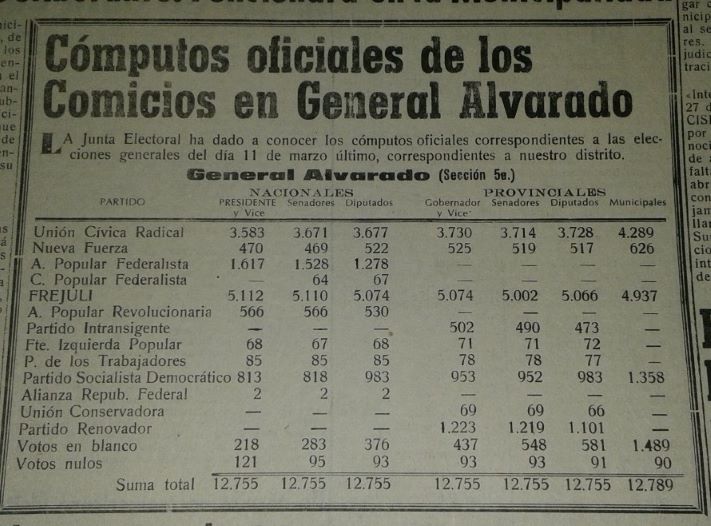 Cómputos oficiales de los
Comicios en General Alvarado
LA Junta Electoral ha dado a conocer los cómputos oficiales correspondientes a las elec-
ciones generales del día 11 de marzo último, correspondientes a nuestro distrito.
General Alvarado (Sección 5e.)
NACIONALES PROVINCIALES
PARTIDO PRESIDENTE y Vice Senadores Diputados Gobernador y Vice Senadores Diputados Municipales
Unión Cívica Radical 3.583 3.671 3.677 3.730 3.714 3.728 4.289
Nueva Fuerza 470 469 522 525 519 517 626
A. Popular Federalista 1.617 1.528 1.278 — — — —
C. Popular Federalista — 64 67 — — — —
FREJULI 5.112 5.110 5.074 5.074 5.002 5.066 4.937
A. Popular Revolucionaria 566 566 530 — — — —
Partido Intransigente — — — 502 490 473 —
Fte. Izquierda Popular 68 67 68 71 71 72 —
P. de los Trabajadores 85 85 85 78 78 77 —
Partido Socialista Democrático 813 818 983 953 952 983 1.358
Alianza Repub. Federal 2 2 2 — — — —
Unión Conservadora — — — 69 69 66 —
Partido Renovador — — — 1.223 1.219 1.101 —
Votos en blanco 218 283 376 437 548 581 1.489
Votos nulos 121 95 93 93 93 91 90
Suma total 12.755 12.755 12.755 12.755 12.755 12.755 12.789